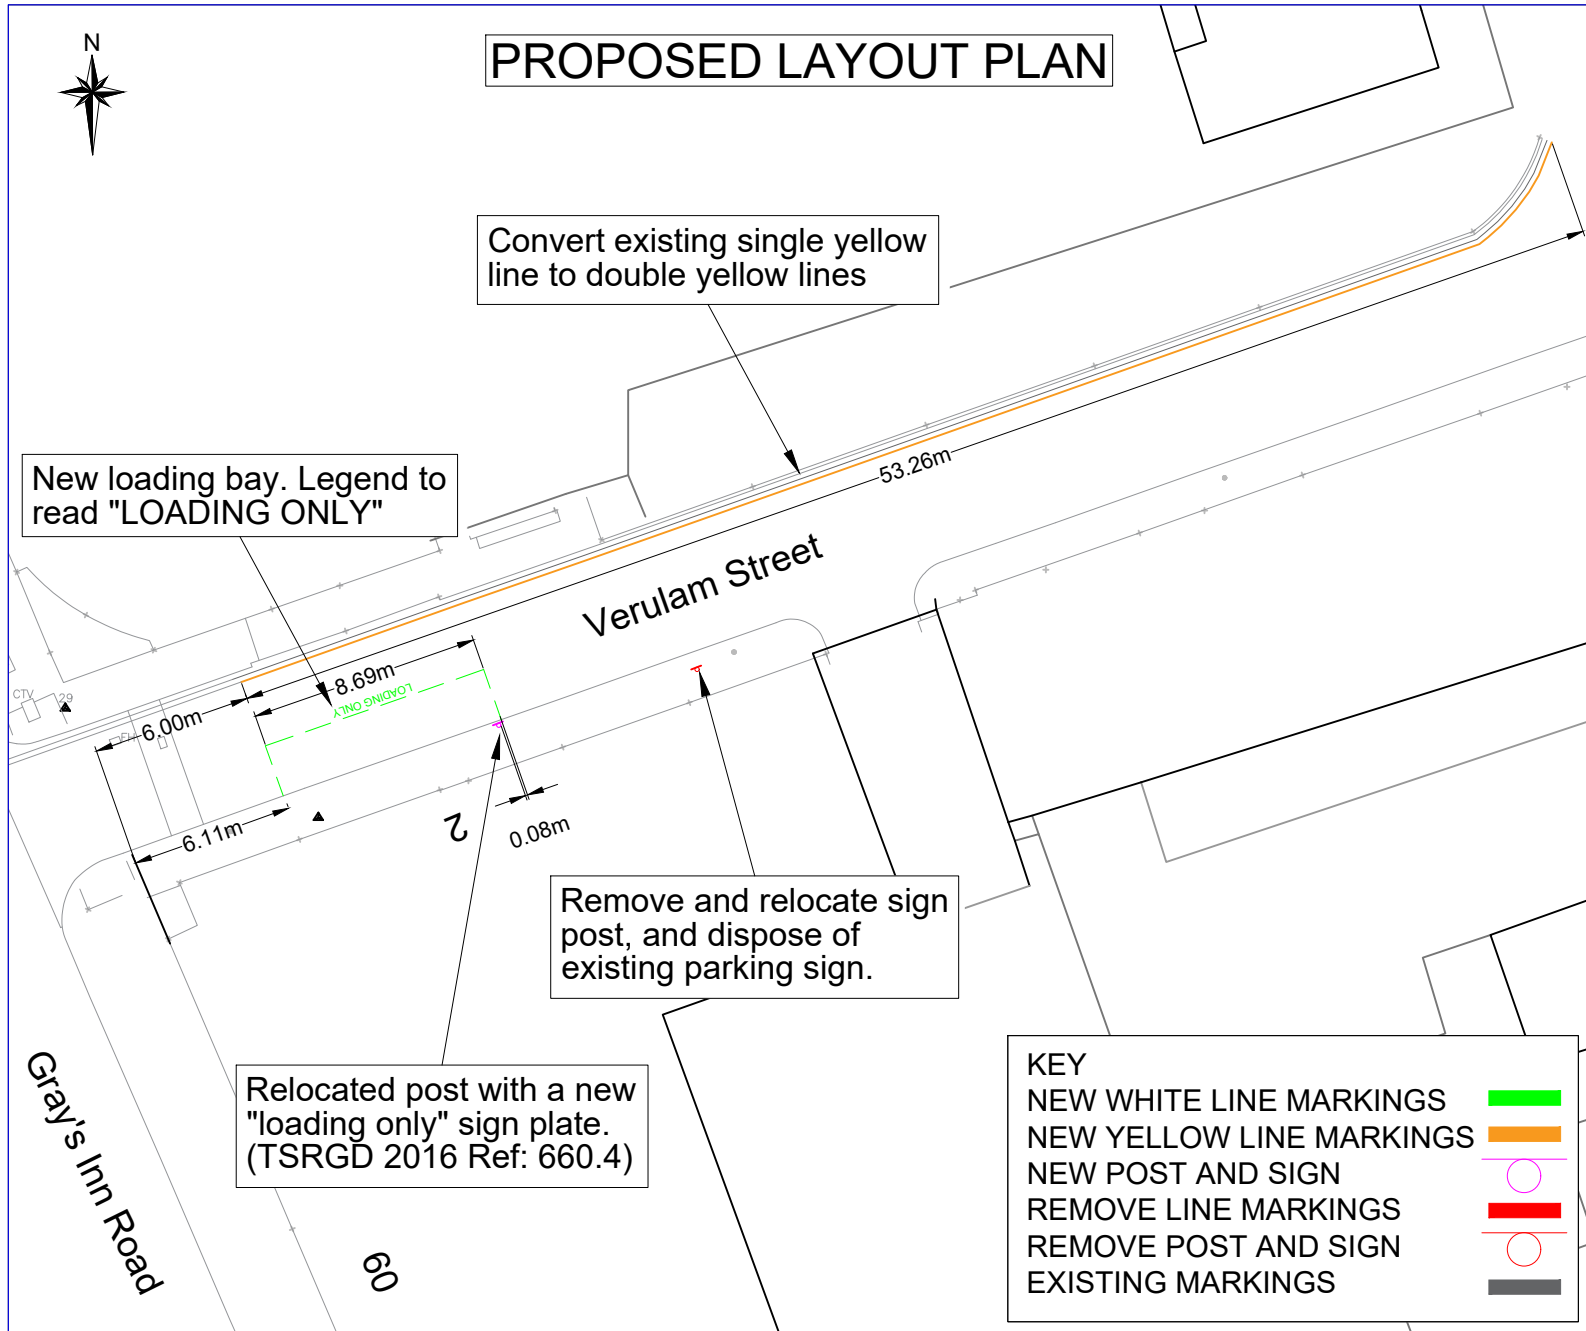 N
PROPOSED LAYOUT PLAN
Convert existing single yellow
line to double yellow lines
New loading bay. Legend to
read "LOADING ONLY"
53.26m
Verulam Street
8.69m
LOADING ONLY
CTV
29
6.00m
6.11m
2
0.08m
Remove and relocate sign
post, and dispose of
existing parking sign.
Relocated post with a new
"loading only" sign plate.
(TSRGD 2016 Ref: 660.4)
Gray's Inn Road
60
KEY
NEW WHITE LINE MARKINGS
NEW YELLOW LINE MARKINGS
NEW POST AND SIGN
REMOVE LINE MARKINGS
REMOVE POST AND SIGN
EXISTING MARKINGS